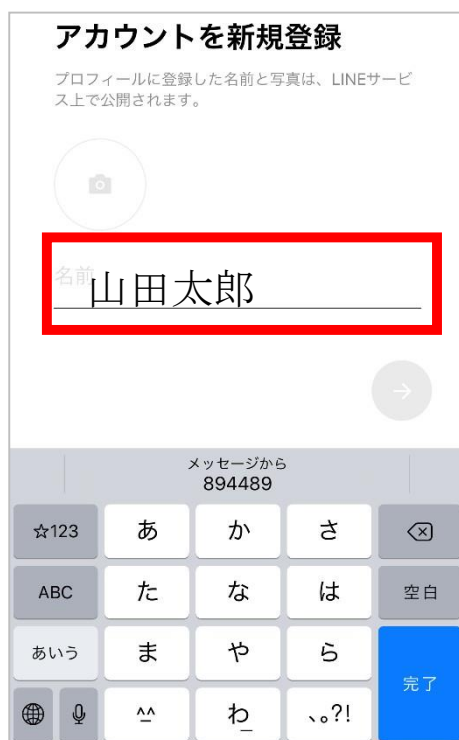 アカウントを新規登録
プロフィールに登録した名前と写真は、LINEサービ
ス上で公開されます。
名前
山田太郎
メッセージから
894489
☆123 あ か さ
ABC た な は 空白
あいう ま や ら
完了
^^ わ_ 、。?!